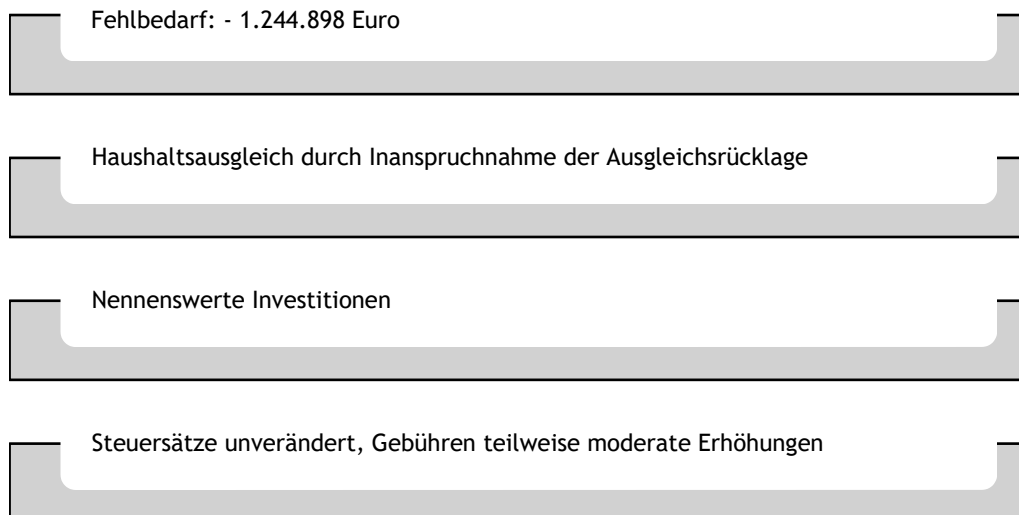 Fehlbedarf: - 1.244.898 Euro
Haushaltsausgleich durch Inanspruchnahme der Ausgleichsrücklage
Nennenswerte Investitionen
Steuersätze unverändert, Gebühren teilweise moderate Erhöhungen